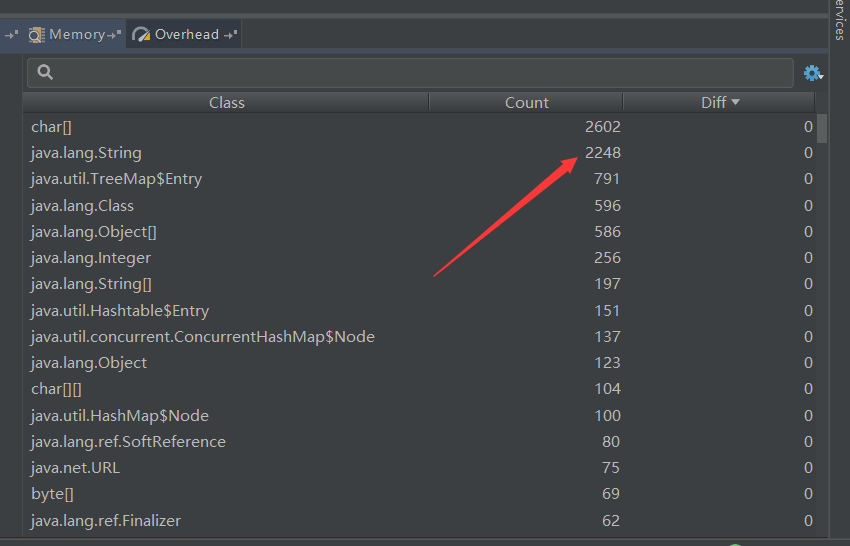 ervices
Memory
Overhead
Class Count Diff
char[] 2602 0
java.lang.String 2248 0
java.util.TreeMap$Entry 791 0
java.lang.Class 596 0
java.lang.Object[] 586 0
java.lang.Integer 256 0
java.lang.String[] 197 0
java.util.Hashtable$Entry 151 0
java.util.concurrent.ConcurrentHashMap$Node 137 0
java.lang.Object 123 0
char[][] 104 0
java.util.HashMap$Node 100 0
java.lang.ref.SoftReference 80 0
java.net.URL 75 0
byte[] 69 0
java.lang.ref.Finalizer 62 0